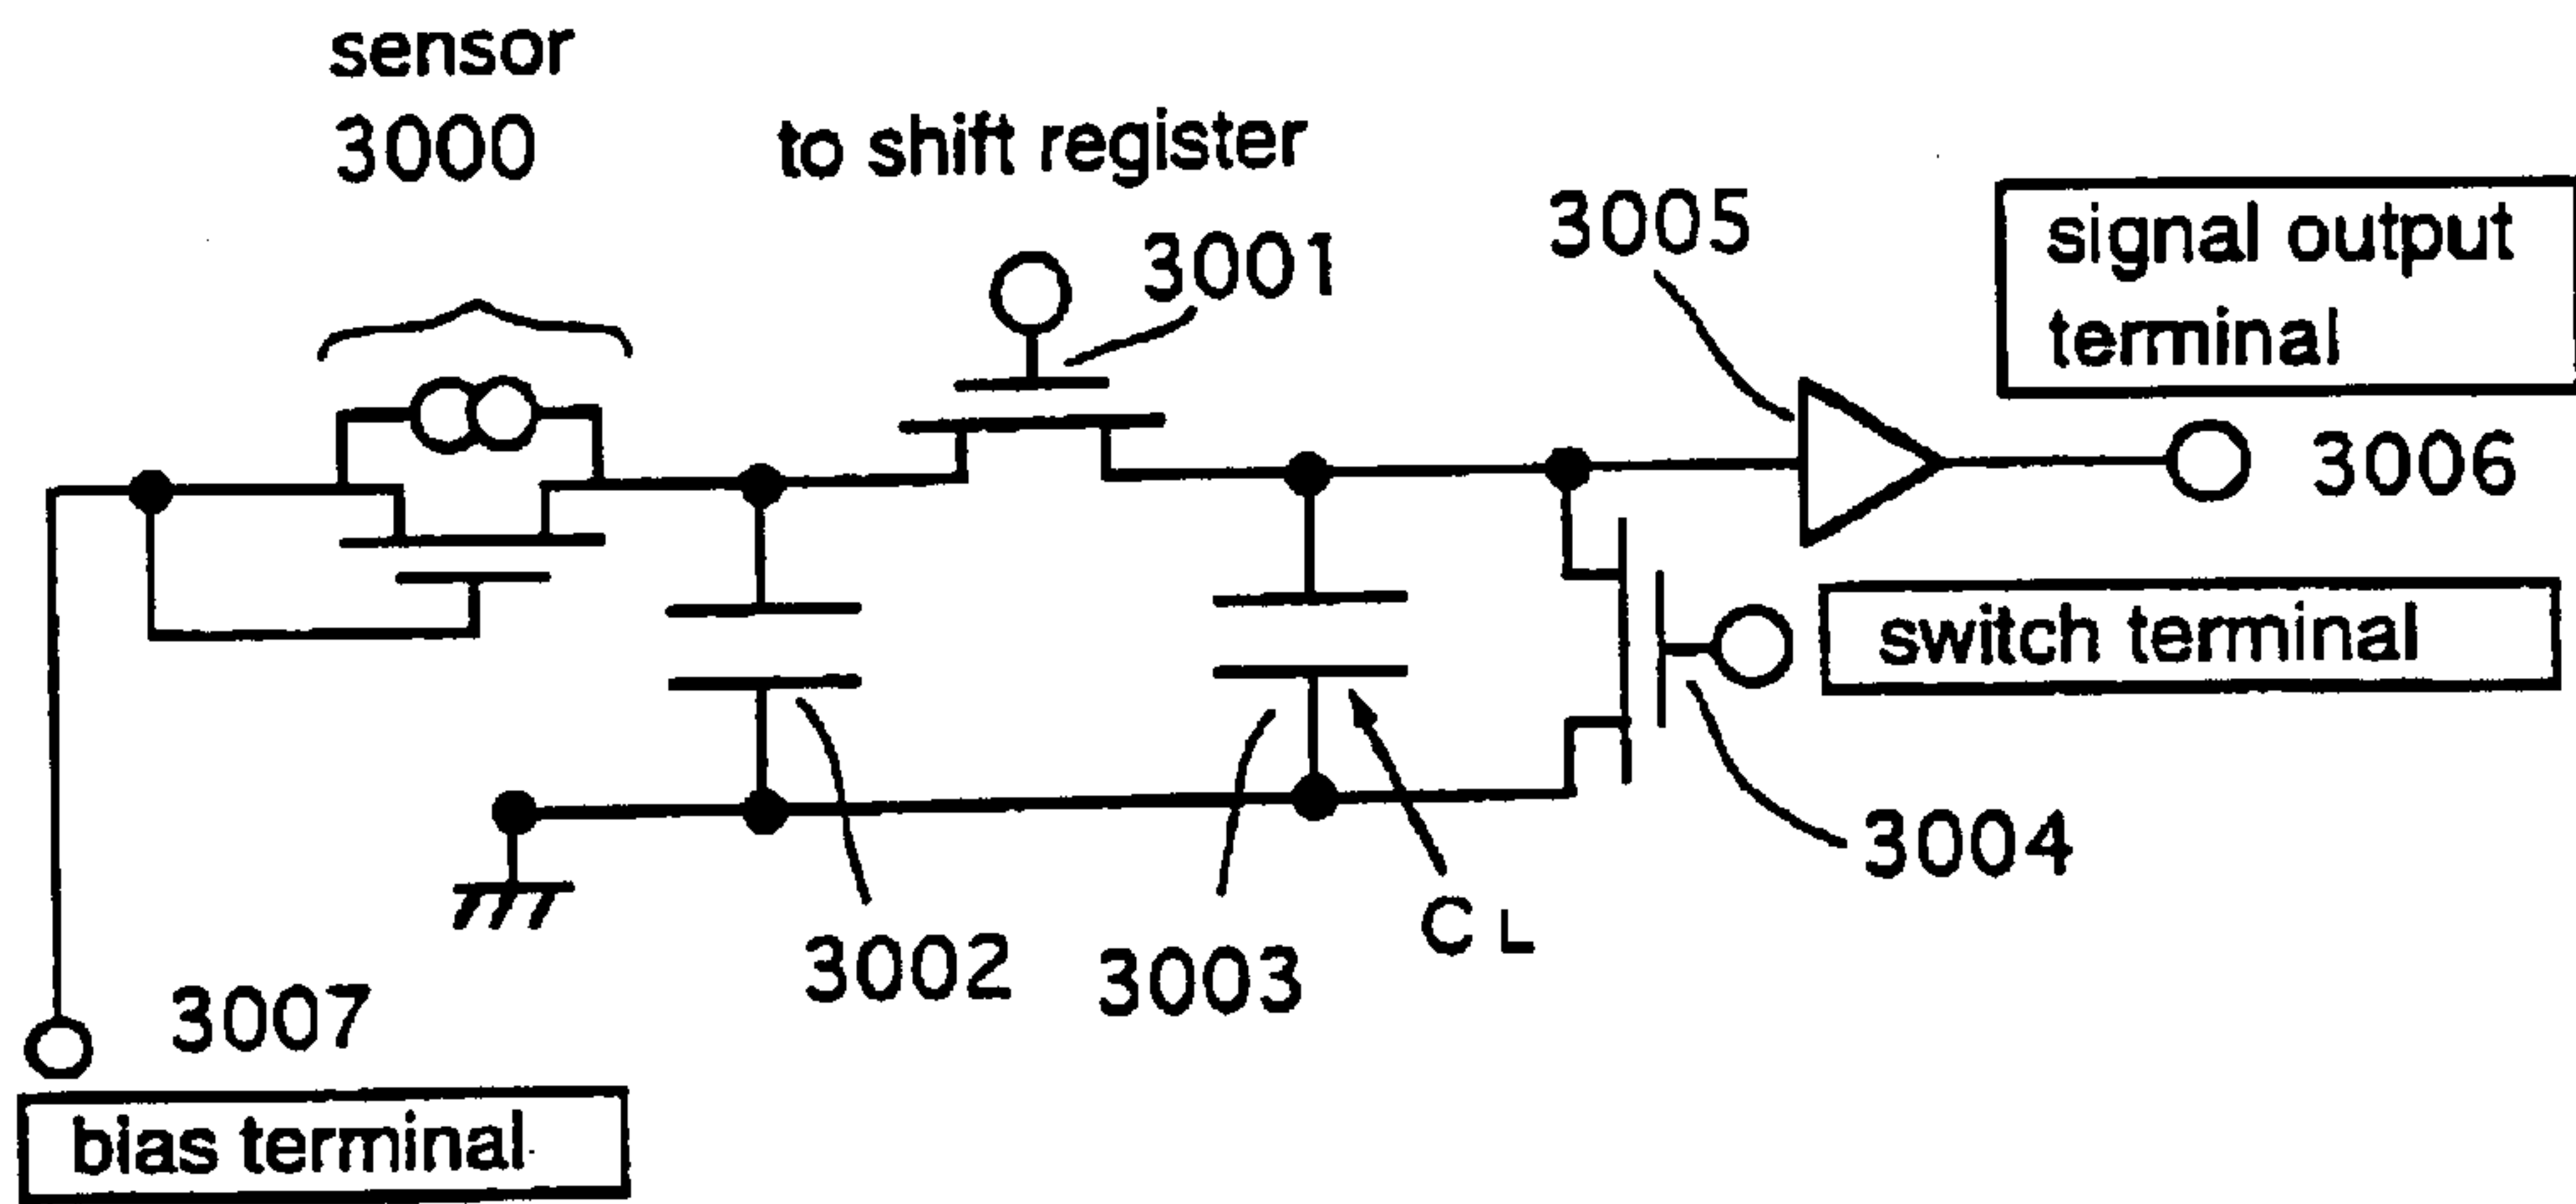 sensor
3000
to shift register
3001
3005
signal output
terminal
3006
switch terminal
3004
3002
3003
CL
3007
bias terminal